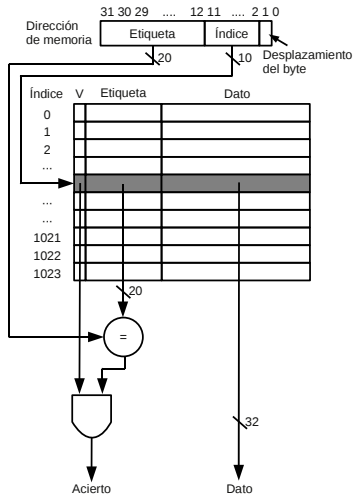 31 30 29 .... 12 11 .... 2 1 0
Dirección
de memoria
Etiqueta
Índice
20
10
Desplazamiento
del byte
Índice V Etiqueta Dato
0
1
2
...
...
...
1021
1022
1023
20
=
32
Acierto
Dato